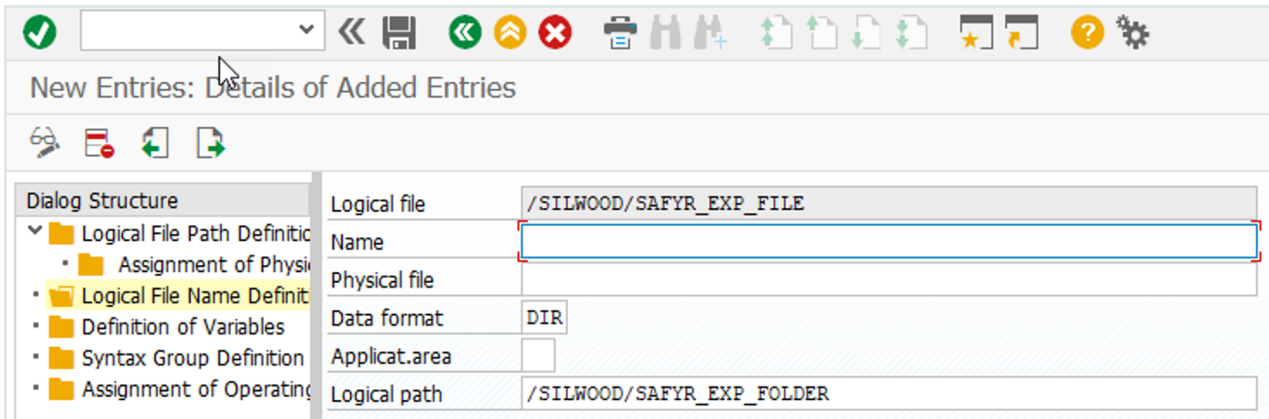 New Entries: Details of Added Entries
Dialog Structure
Logical File Path Definitic
Assignment of Physi
Logical File Name Definit
Definition of Variables
Syntax Group Definition
Assignment of Operating
Logical file /SILWOOD/SAFYR_EXP_FILE
Name
Physical file
Data format DIR
Applicat.area
Logical path /SILWOOD/SAFYR_EXP_FOLDER